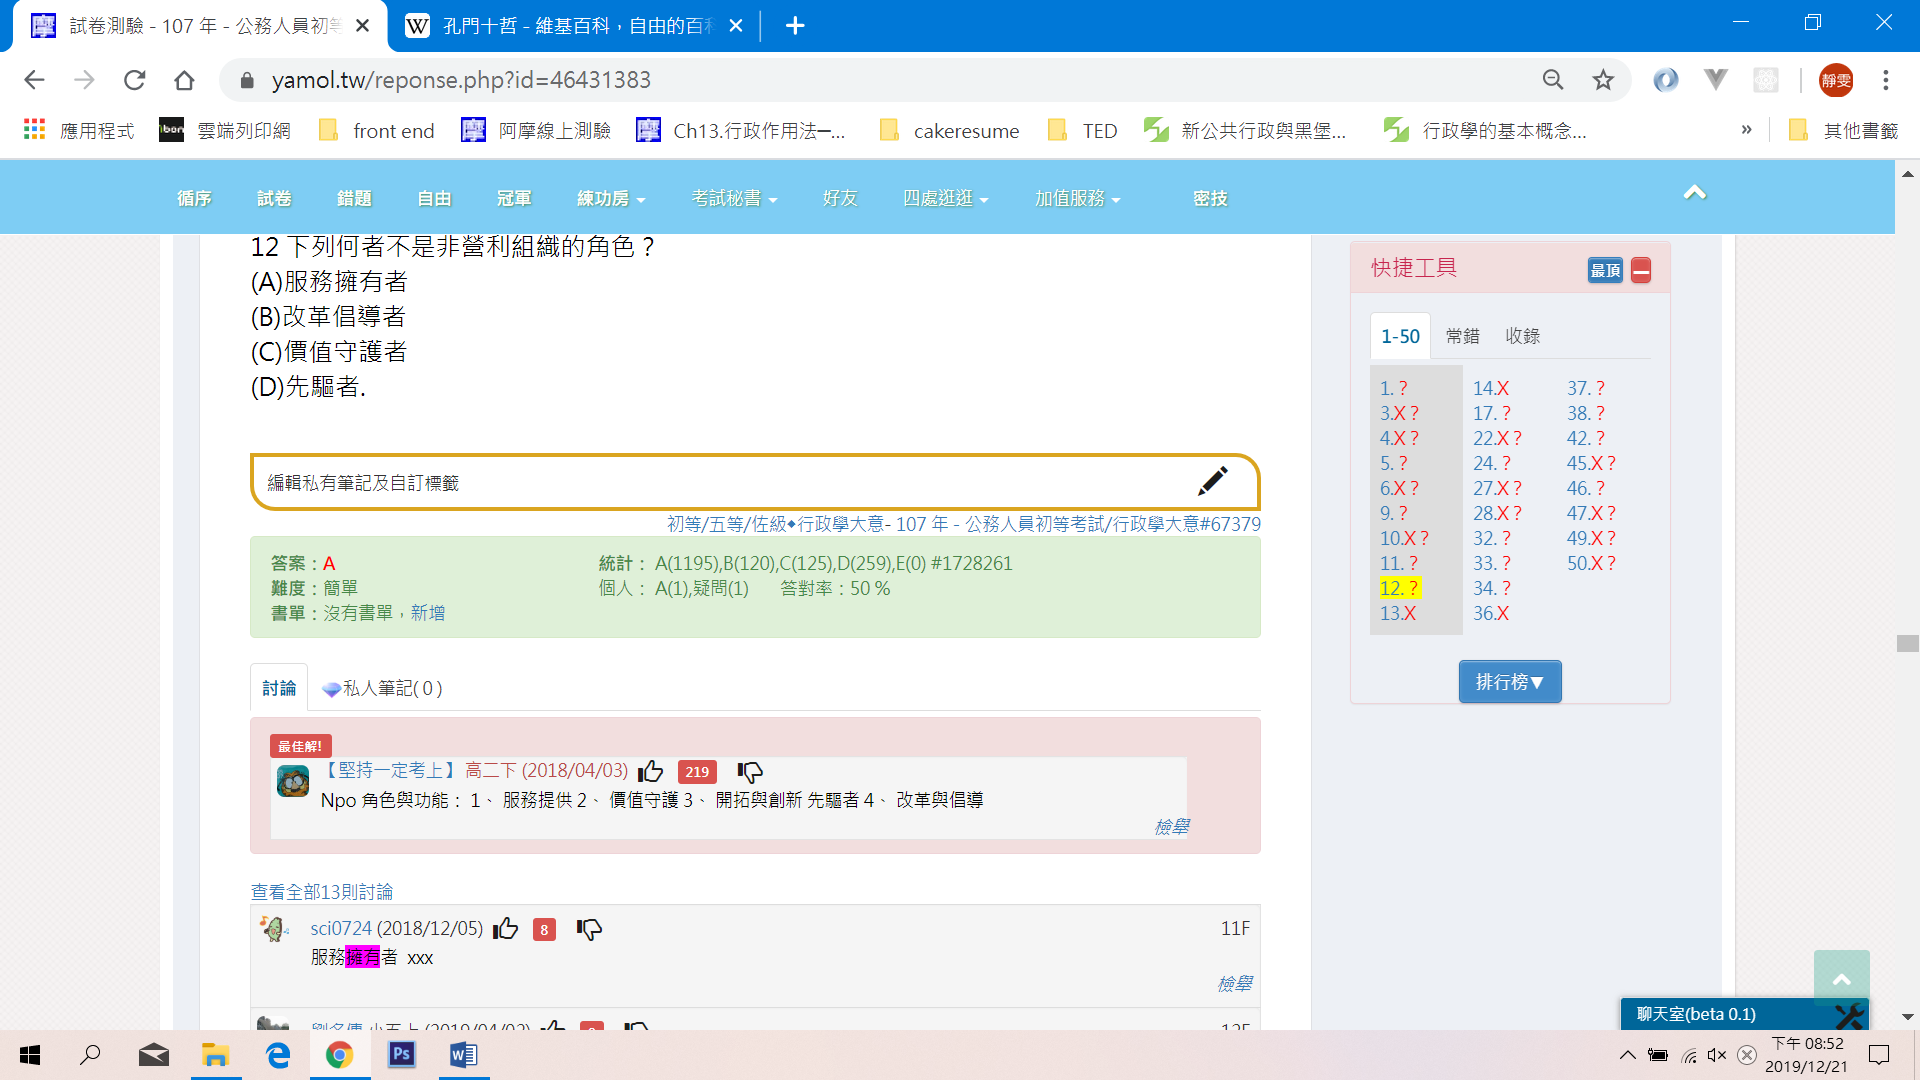 試卷測驗 - 107 年 - 公務人員初等
孔門十哲 - 維基百科，自由的百科
yamol.tw/reponse.php?id=46431383
靜雯
應用程式
ibon
雲端列印網
front end
阿摩線上測驗
Ch13.行政作用法─...
cakeresume
TED
新公共行政與黑堡...
行政學的基本概念...
»
其他書籤
循序
試卷
錯題
自由
冠軍
練功房
考試秘書
好友
四處逛逛
加值服務
密技
12 下列何者不是非營利組織的角色？
(A)服務擁有者
(B)改革倡導者
(C)價值守護者
(D)先驅者.
編輯私有筆記及自訂標籤
初等/五等/佐級◆行政學大意- 107 年 - 公務人員初等考試/行政學大意#67379
答案：A
難度：簡單
書單：沒有書單，新增
統計： A(1195),B(120),C(125),D(259),E(0) #1728261
個人： A(1),疑問(1) 答對率：50 %
討論
私人筆記( 0 )
最佳解!
【堅持一定考上】 高二下 (2018/04/03) 219
Npo 角色與功能： 1、 服務提供 2、 價值守護 3、 開拓與創新 先驅者 4、 改革與倡導
檢舉
查看全部13則討論
sci0724 (2018/12/05) 8 11F
服務擁有者 xxx
檢舉
快捷工具
最頂
1-50
常錯
收錄
1. ?
3.X ?
4.X ?
5. ?
6.X ?
9. ?
10.X ?
11. ?
12. ?
13.X
14.X
17. ?
22.X ?
24. ?
27.X ?
28.X ?
32. ?
33. ?
34. ?
36.X
37. ?
38. ?
42. ?
45.X ?
46. ?
47.X ?
49.X ?
50.X ?
排行榜▼
聊天室(beta 0.1)
Ps
下午 08:52
2019/12/21